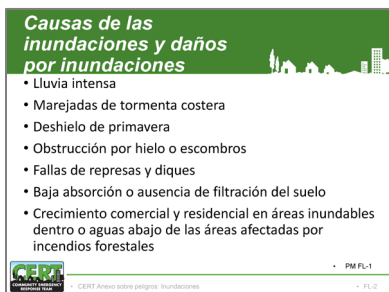 Causas de las
inundaciones y daños
por inundaciones
• Lluvia intensa
• Marejadas de tormenta costera
• Deshielo de primavera
• Obstrucción por hielo o escombros
• Fallas de represas y diques
• Baja absorción o ausencia de filtración del suelo
• Crecimiento comercial y residencial en áreas inundables
dentro o aguas abajo de las áreas afectadas por
incendios forestales
• PM FL-1
CERT
COMMUNITY EMERGENCY
RESPONSE TEAM
• CERT Anexo sobre peligros: Inundaciones
• FL-2